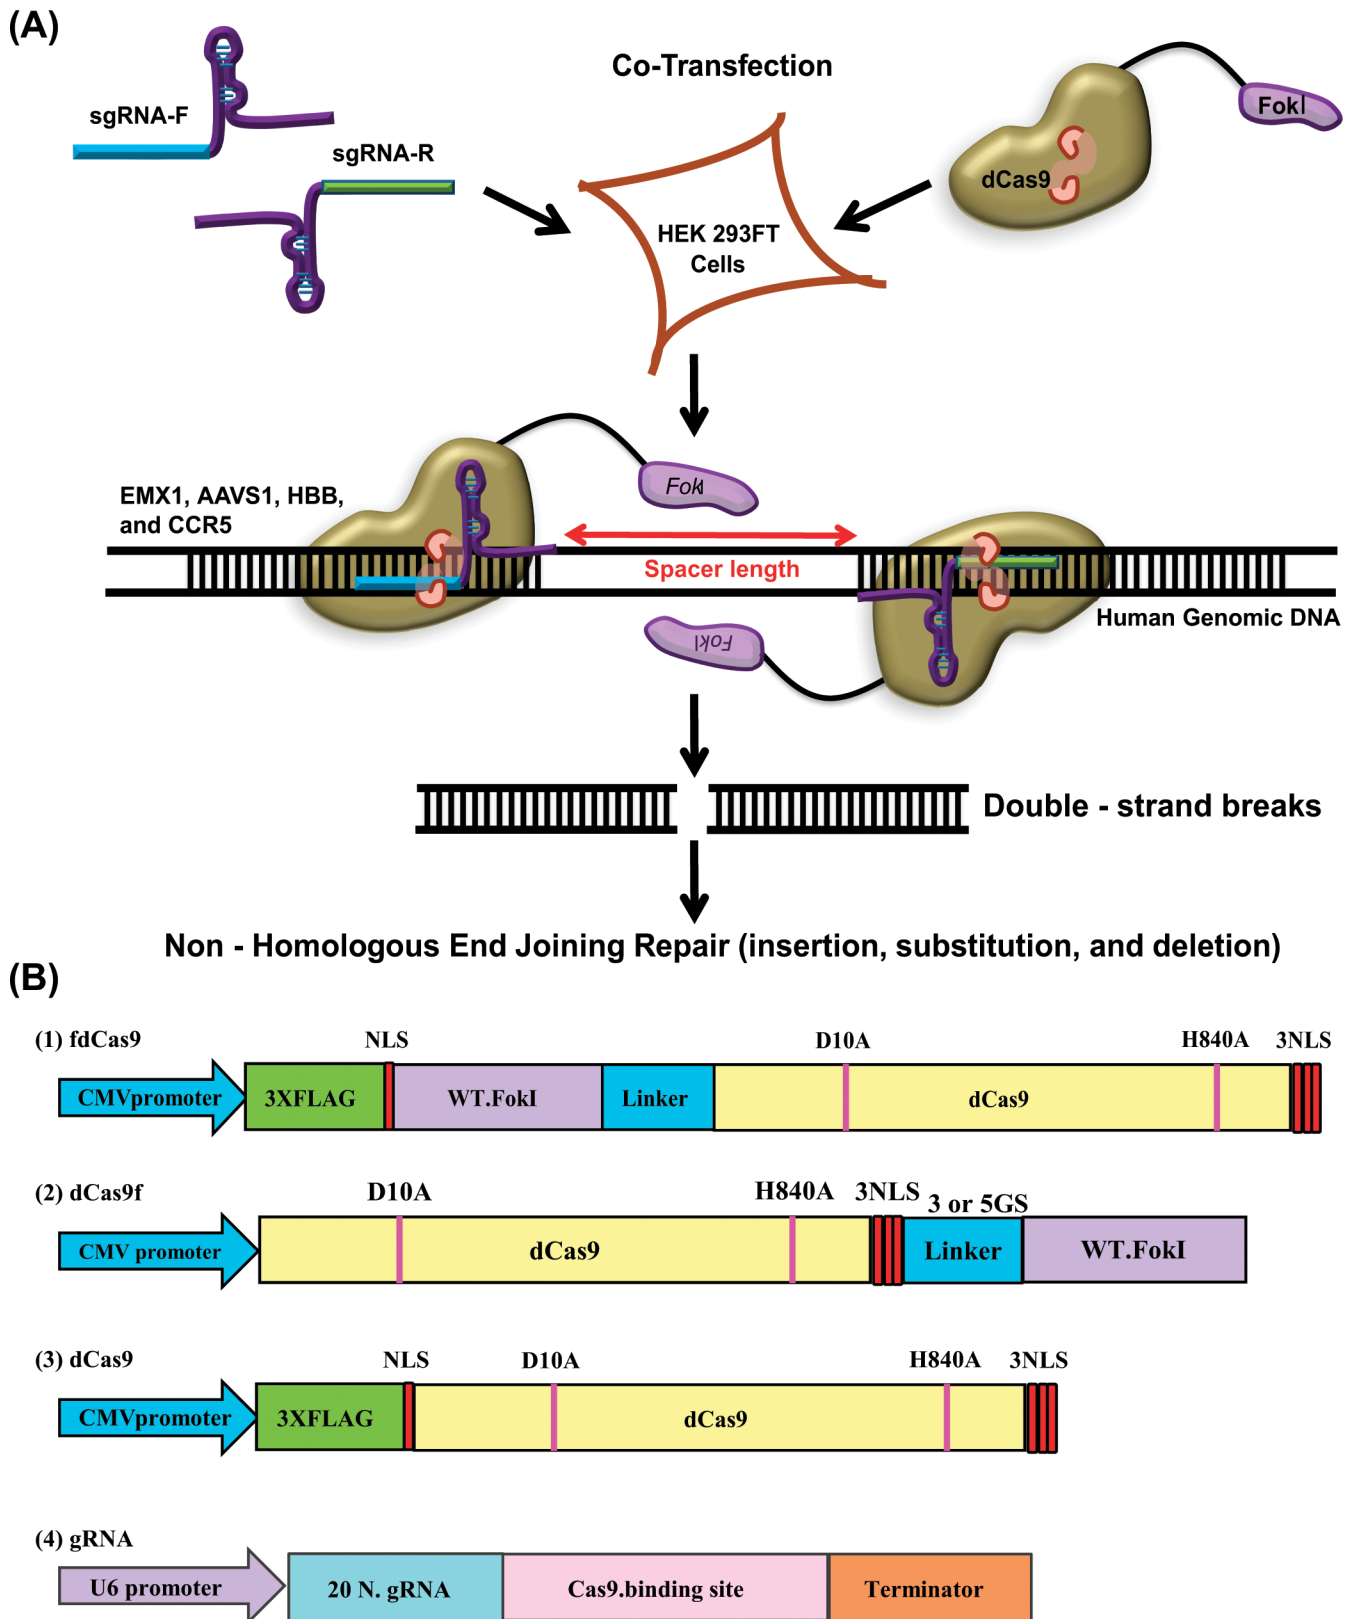 (A)
Co-Transfection
sgRNA-F
FokI
sgRNA-R
dCas9
HEK 293FT
Cells
EMX1, AAVS1, HBB,
and CCR5
FokI
Spacer length
Human Genomic DNA
FokI
Double - strand breaks
Non - Homologous End Joining Repair (insertion, substitution, and deletion)
(B)
(1) fdCas9
NLS
D10A
H840A
3NLS
CMVpromoter
3XFLAG
WT.FokI
Linker
dCas9
(2) dCas9f
D10A
H840A
3NLS
3 or 5GS
CMV promoter
dCas9
Linker
WT.FokI
(3) dCas9
NLS
D10A
H840A
3NLS
CMVpromoter
3XFLAG
dCas9
(4) gRNA
U6 promoter
20 N. gRNA
Cas9.binding site
Terminator